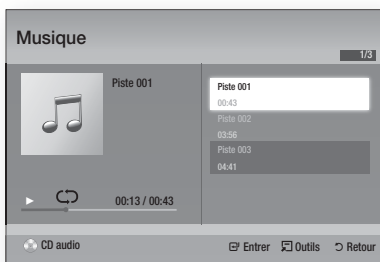 Musique
1/3
Piste 001
00:13 / 00:43
Piste 001
00:43
Piste 002
03:56
Piste 003
04:41
CD audio
Entrer Outils Retour